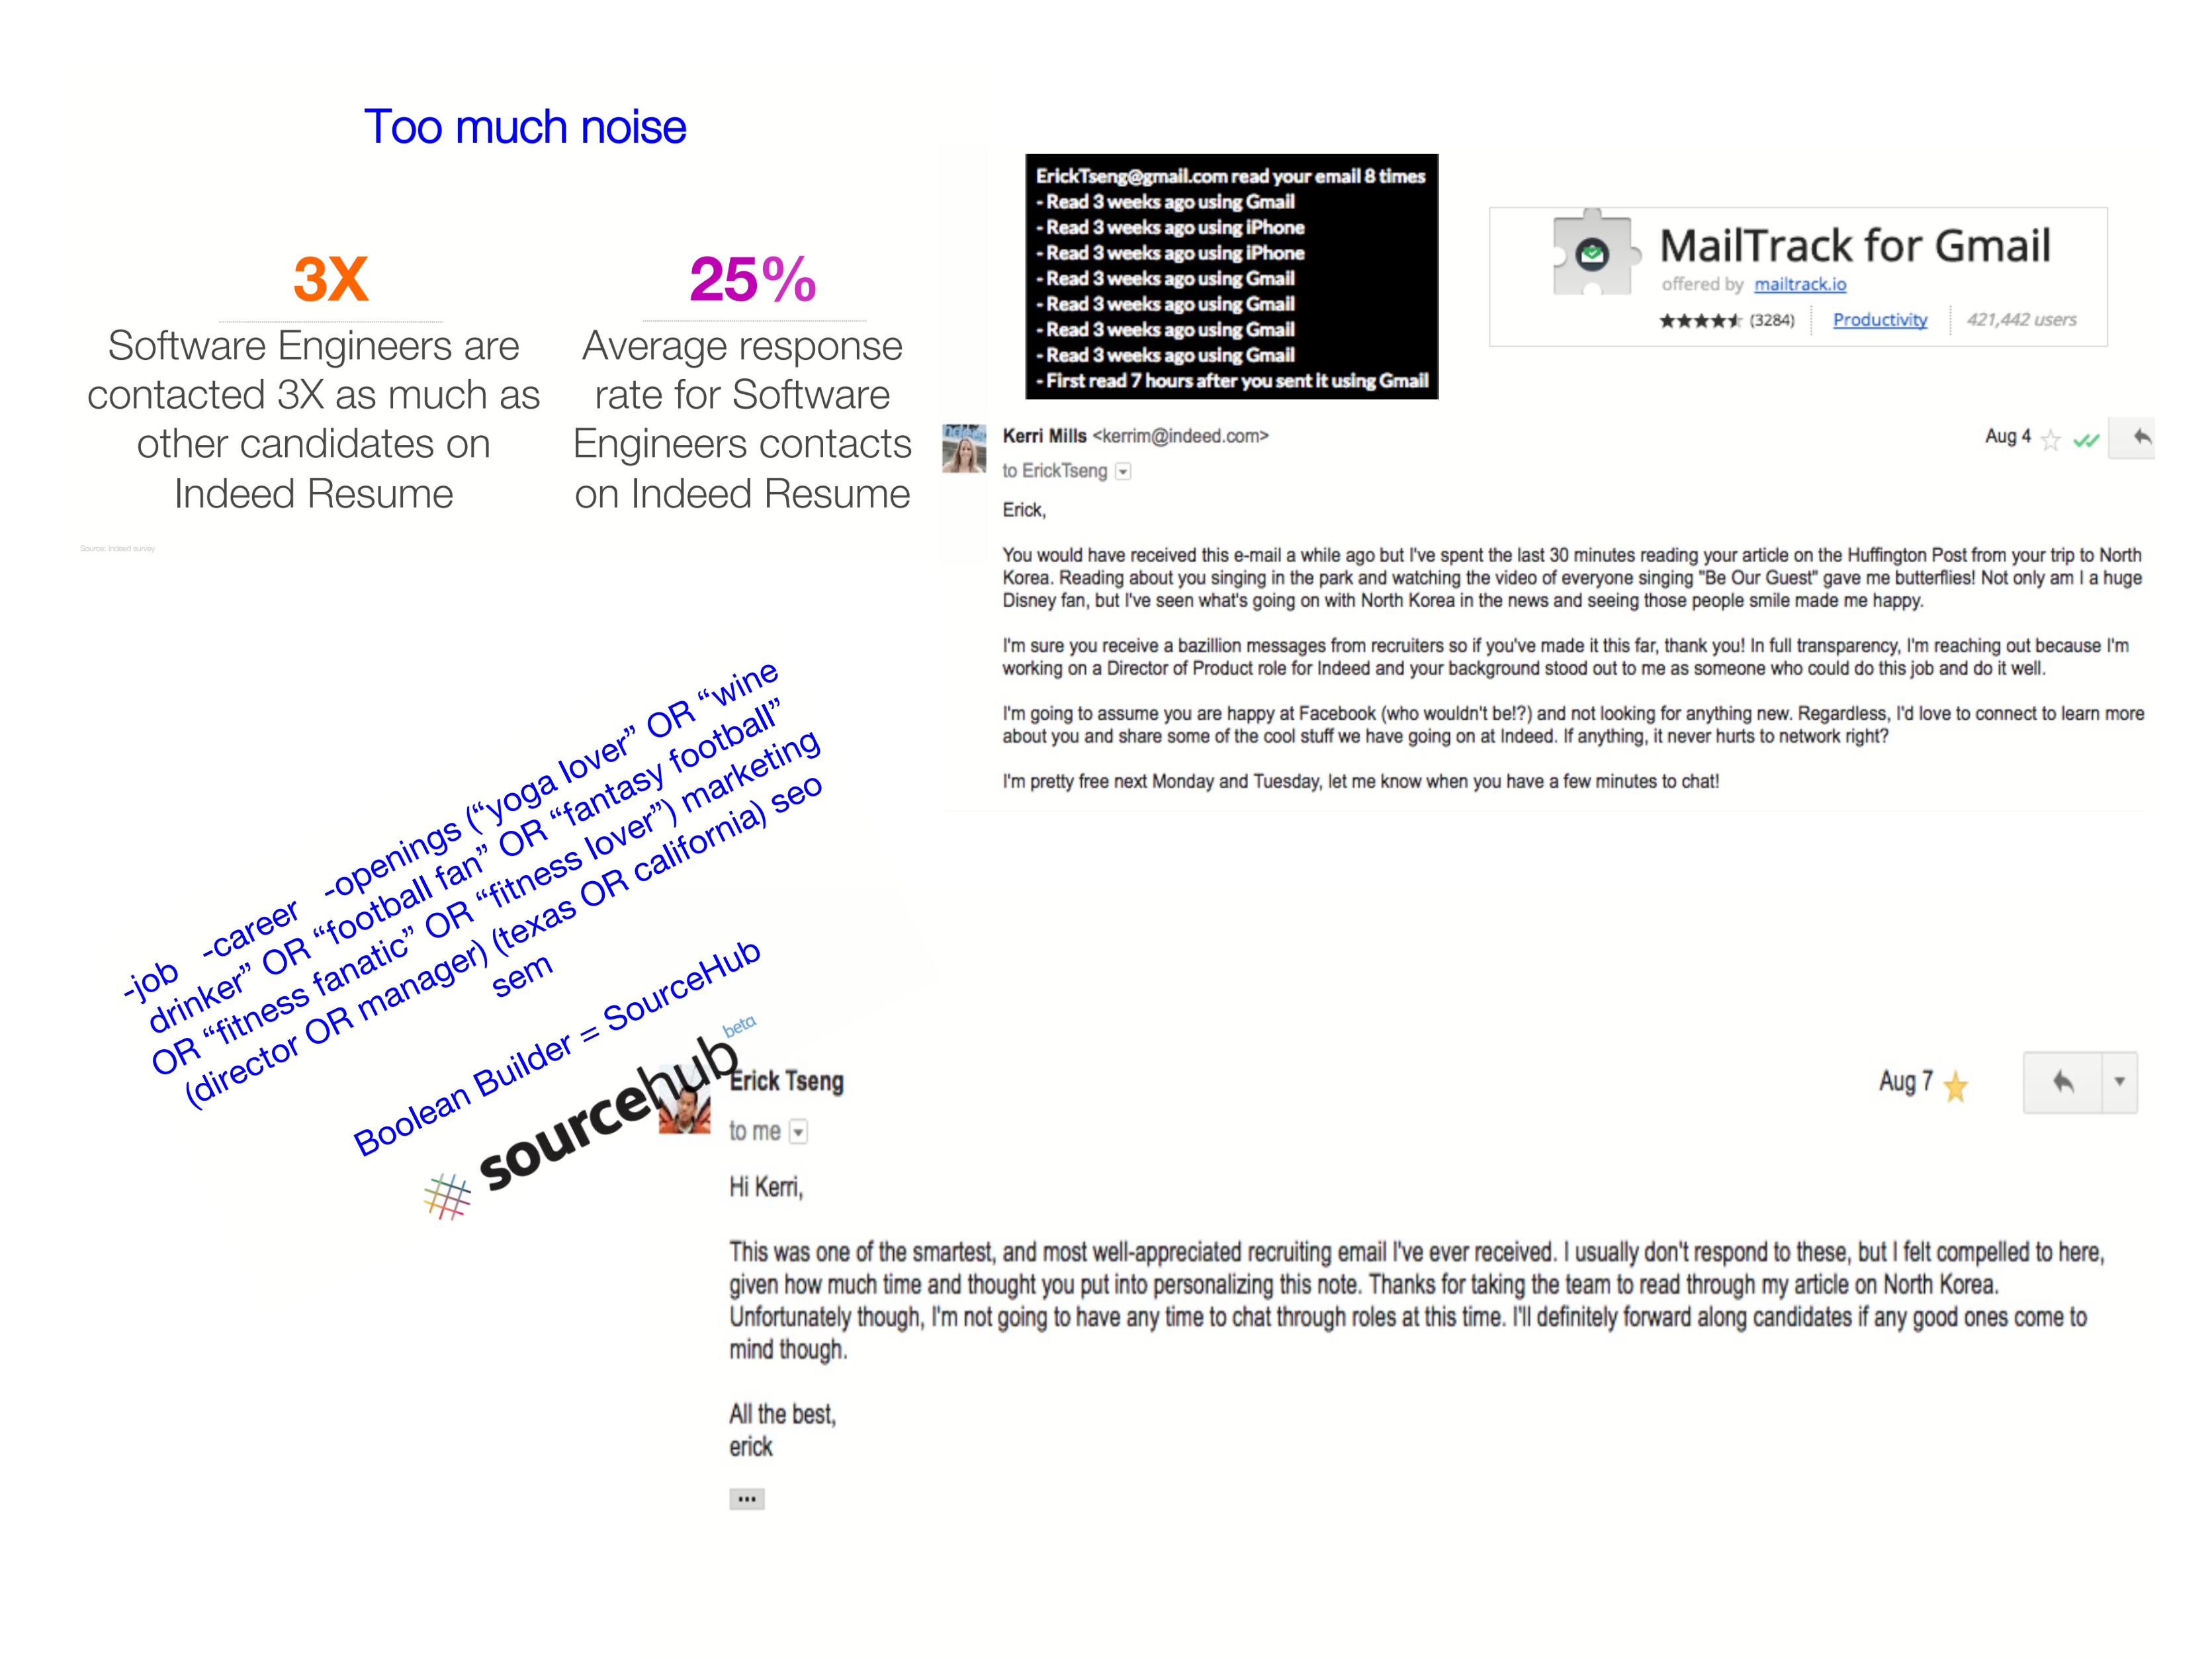 Too much noise
3X
Software Engineers are
contacted 3X as much as
other candidates on
Indeed Resume
25%
Average response
rate for Software
Engineers contacts
on Indeed Resume
Source: Indeed survey
ErickTseng@gmail.com read your email 8 times
- Read 3 weeks ago using Gmail
- Read 3 weeks ago using iPhone
- Read 3 weeks ago using iPhone
- Read 3 weeks ago using Gmail
- Read 3 weeks ago using Gmail
- Read 3 weeks ago using Gmail
- Read 3 weeks ago using Gmail
- First read 7 hours after you sent it using Gmail
MailTrack for Gmail
offered by mailtrack.io
(3284) Productivity 421,442 users
Kerri Mills <kerrim@indeed.com> Aug 4
to ErickTseng
Erick,
You would have received this e-mail a while ago but I've spent the last 30 minutes reading your article on the Huffington Post from your trip to North
Korea. Reading about you singing in the park and watching the video of everyone singing "Be Our Guest" gave me butterflies! Not only am I a huge
Disney fan, but I've seen what's going on with North Korea in the news and seeing those people smile made me happy.
I'm sure you receive a bazillion messages from recruiters so if you've made it this far, thank you! In full transparency, I'm reaching out because I'm
working on a Director of Product role for Indeed and your background stood out to me as someone who could do this job and do it well.
I'm going to assume you are happy at Facebook (who wouldn't be!?) and not looking for anything new. Regardless, I'd love to connect to learn more
about you and share some of the cool stuff we have going on at Indeed. If anything, it never hurts to network right?
I'm pretty free next Monday and Tuesday, let me know when you have a few minutes to chat!
-job -career -openings (“yoga lover” OR “wine
drinker” OR “football fan” OR “fantasy football”
OR “fitness fanatic” OR “fitness lover”) marketing
(director OR manager) (texas OR california) seo
sem
Boolean Builder = SourceHub
sourcehub beta
Erick Tseng Aug 7
to me
Hi Kerri,
This was one of the smartest, and most well-appreciated recruiting email I've ever received. I usually don't respond to these, but I felt compelled to here,
given how much time and thought you put into personalizing this note. Thanks for taking the team to read through my article on North Korea.
Unfortunately though, I'm not going to have any time to chat through roles at this time. I'll definitely forward along candidates if any good ones come to
mind though.
All the best,
erick